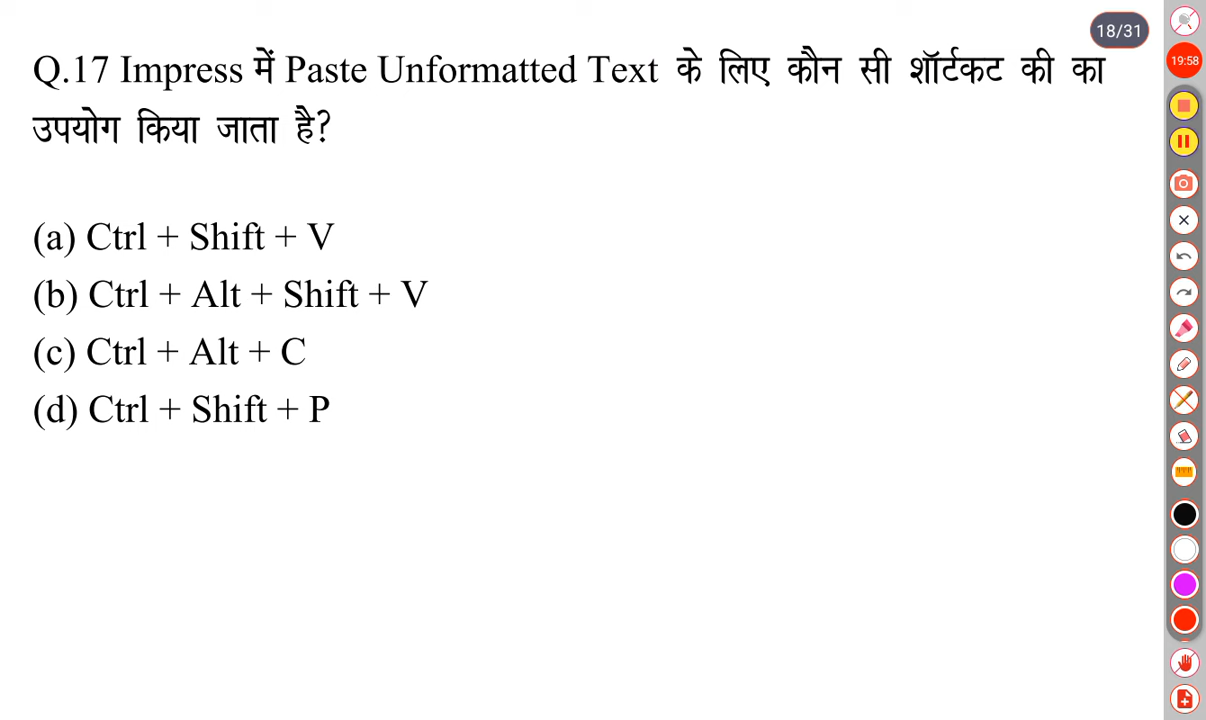 18/31
19:58
Q.17 Impress में Paste Unformatted Text के लिए कौन सी शॉर्टकट की का
उपयोग किया जाता है?
(a) Ctrl + Shift + V
(b) Ctrl + Alt + Shift + V
(c) Ctrl + Alt + C
(d) Ctrl + Shift + P